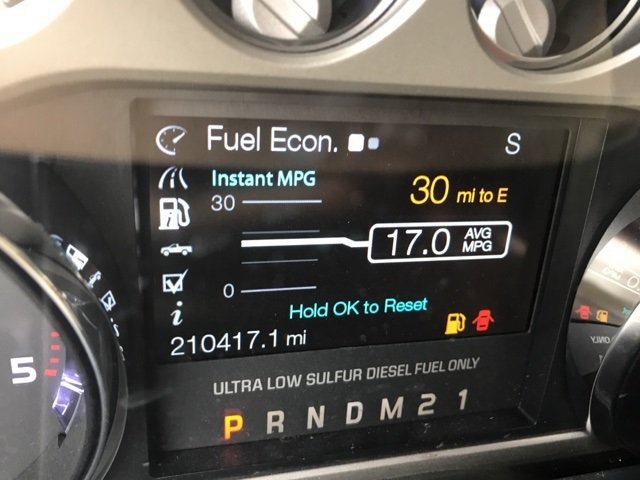 Fuel Econ. S
Instant MPG
30
30 mi to E
17.0 AVG MPG
0
Hold OK to Reset
i
210417.1 mi
5
ULTRA LOW SULFUR DIESEL FUEL ONLY
P R N D M 2 1